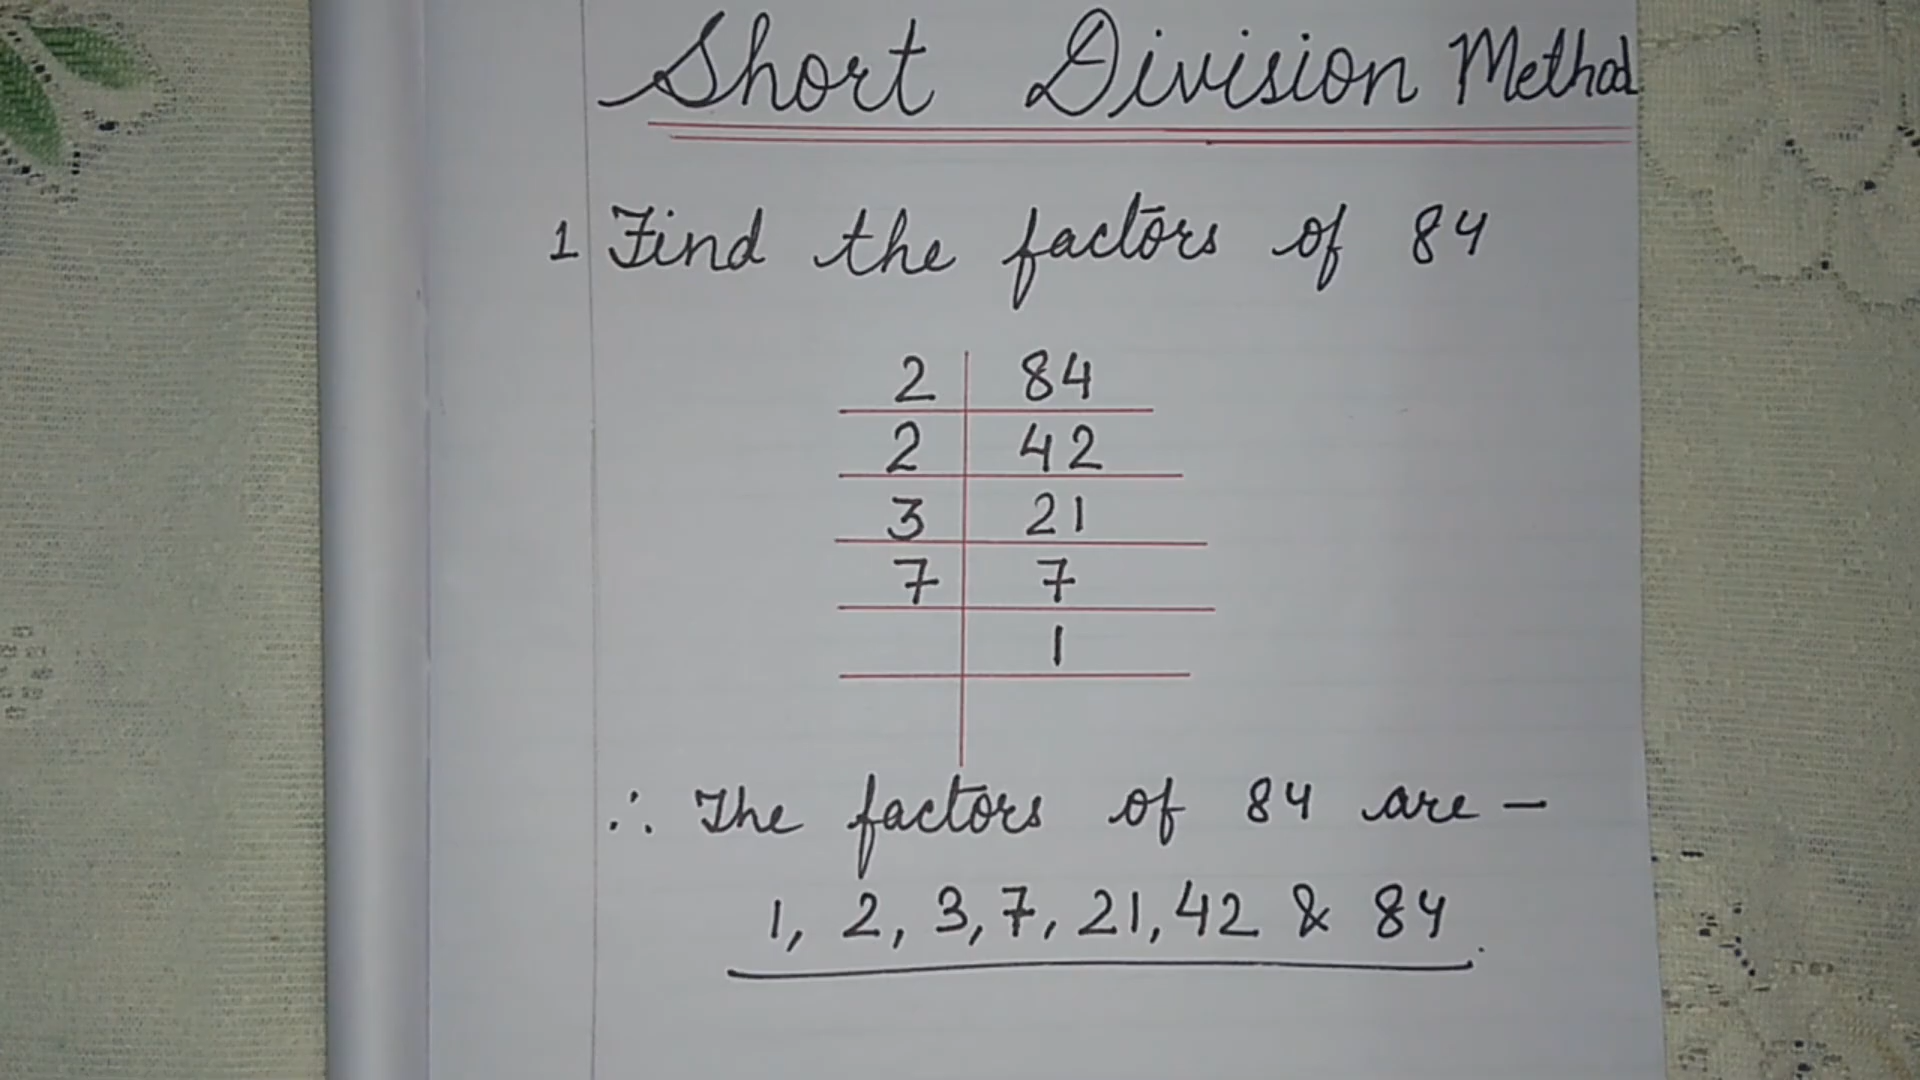 Short Division Method
1 Find the factors of 84
2 84
2 42
3 21
7 7
1
∴ The factors of 84 are —
1, 2, 3, 7, 21, 42 & 84.